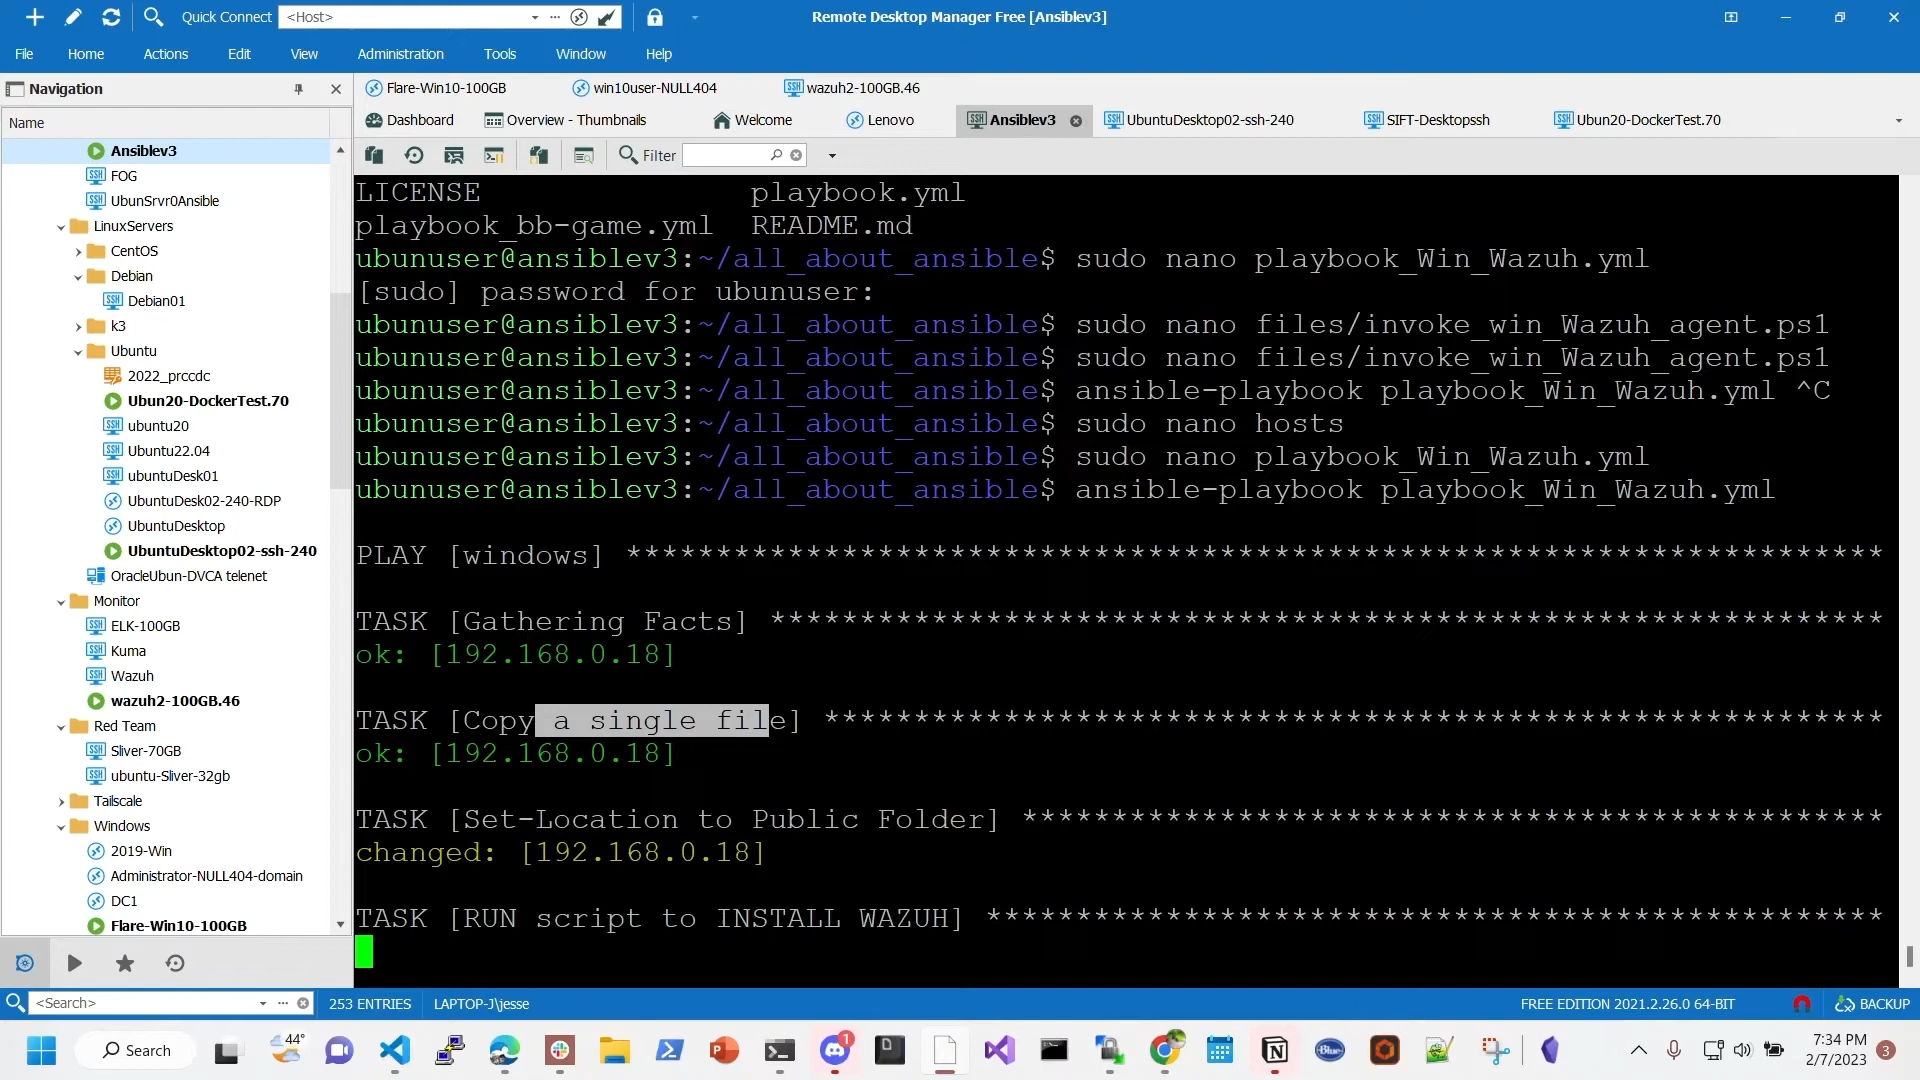 Quick Connect <Host>
Remote Desktop Manager Free [Ansiblev3]
File Home Actions Edit View Administration Tools Window Help
Navigation
Name
Ansiblev3
FOG
UbunSrvr0Ansible
LinuxServers
CentOS
Debian
Debian01
k3
Ubuntu
2022_prccdc
Ubun20-DockerTest.70
ubuntu20
Ubuntu22.04
ubuntuDesk01
UbuntuDesk02-240-RDP
UbuntuDesktop
UbuntuDesktop02-ssh-240
OracleUbun-DVCA telenet
Monitor
ELK-100GB
Kuma
Wazuh
wazuh2-100GB.46
Red Team
Sliver-70GB
ubuntu-Sliver-32gb
Tailscale
Windows
2019-Win
Administrator-NULL404-domain
DC1
Flare-Win10-100GB
Flare-Win10-100GB win10user-NULL404 wazuh2-100GB.46
Dashboard Overview - Thumbnails Welcome Lenovo Ansiblev3 UbuntuDesktop02-ssh-240 SIFT-Desktopssh Ubun20-DockerTest.70
Filter
LICENSE playbook.yml
playbook_bb-game.yml README.md
ubunuser@ansiblev3:~/all_about_ansible$ sudo nano playbook_Win_Wazuh.yml
[sudo] password for ubunuser:
ubunuser@ansiblev3:~/all_about_ansible$ sudo nano files/invoke_win_Wazuh_agent.ps1
ubunuser@ansiblev3:~/all_about_ansible$ sudo nano files/invoke_win_Wazuh_agent.ps1
ubunuser@ansiblev3:~/all_about_ansible$ ansible-playbook playbook_Win_Wazuh.yml ^C
ubunuser@ansiblev3:~/all_about_ansible$ sudo nano hosts
ubunuser@ansiblev3:~/all_about_ansible$ sudo nano playbook_Win_Wazuh.yml
ubunuser@ansiblev3:~/all_about_ansible$ ansible-playbook playbook_Win_Wazuh.yml
PLAY [windows] **********************************************************************
TASK [Gathering Facts] **************************************************************
ok: [192.168.0.18]
TASK [Copy a single file] ***********************************************************
ok: [192.168.0.18]
TASK [Set-Location to Public Folder] ************************************************
changed: [192.168.0.18]
TASK [RUN script to INSTALL WAZUH] **************************************************
<Search> 253 ENTRIES LAPTOP-J\jesse FREE EDITION 2021.2.26.0 64-BIT BACKUP
Search
44°
1
Blue
7:34 PM
2/7/2023
3